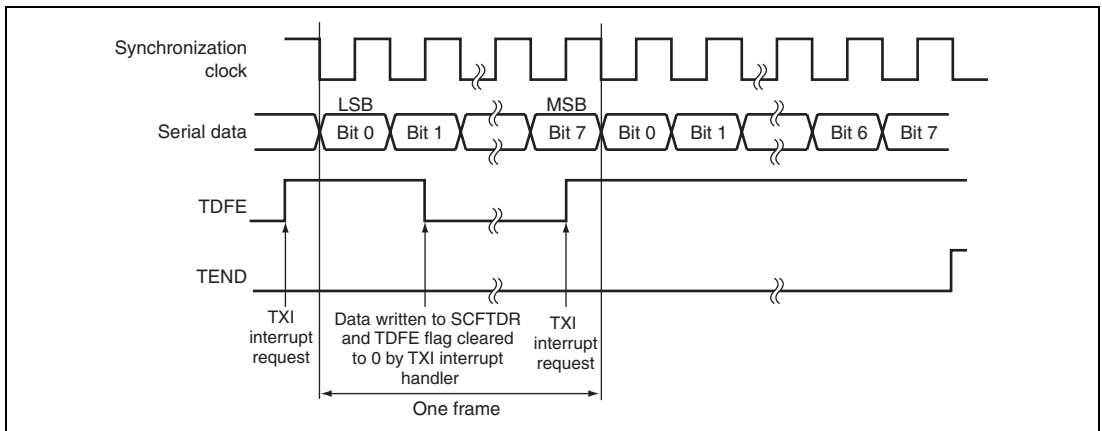 Synchronization
clock
LSB
MSB
Serial data
Bit 0
Bit 1
Bit 7
Bit 0
Bit 1
Bit 6
Bit 7
TDFE
TEND
TXI
interrupt
request
Data written to SCFTDR
and TDFE flag cleared
to 0 by TXI interrupt
handler
TXI
interrupt
request
One frame